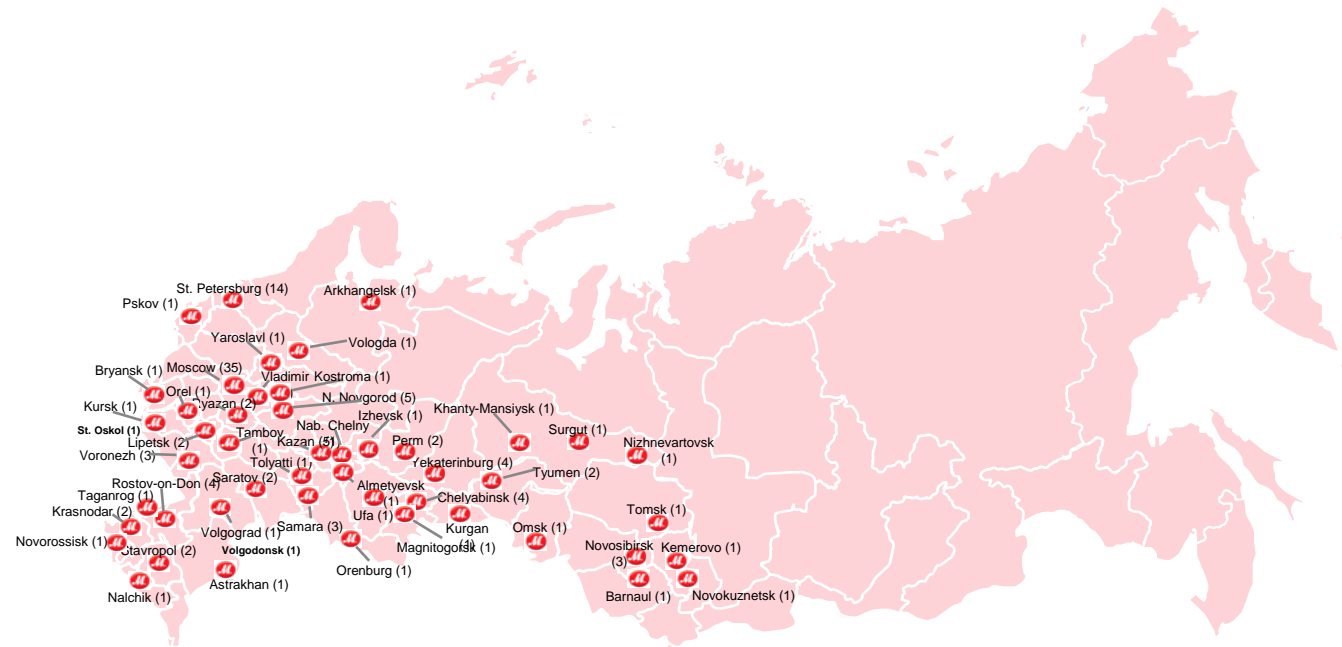 St. Petersburg (14)
Arkhangelsk (1)
Pskov (1)
Yaroslavl (1)
Vologda (1)
Bryansk (1)
Moscow (35)
Vladimir
Kostroma (1)
Orel (1)
Ryazan (2)
N. Novgorod (5)
Kursk (1)
Izhevsk (1)
Khanty-Mansiysk (1)
St. Oskol (1)
Nab. Chelny
Surgut (1)
Lipetsk (2)
Tambov
(1)
Kazan (5)
Perm (2)
Nizhnevartovsk
(1)
Voronezh (3)
Tolyatti (1)
Yekaterinburg (4)
Tyumen (2)
Rostov-on-Don (4)
Saratov (2)
Almetyevsk
(1)
Taganrog (1)
Chelyabinsk (4)
Krasnodar (2)
Ufa (1)
Tomsk (1)
Volgograd (1)
Samara (3)
Kurgan
(1)
Omsk (1)
Novorossisk (1)
Stavropol (2)
Volgodonsk (1)
Magnitogorsk (1)
Novosibirsk
(3)
Kemerovo (1)
Orenburg (1)
Astrakhan (1)
Nalchik (1)
Barnaul (1)
Novokuznetsk (1)